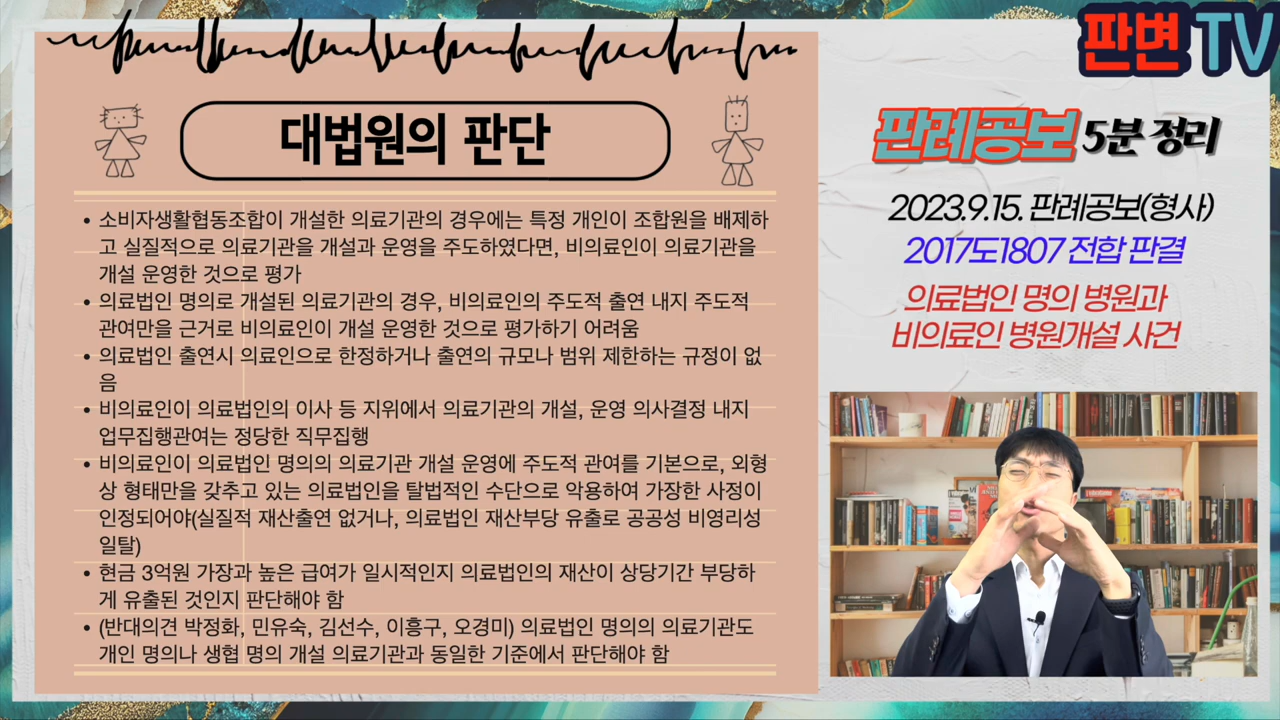 판변 TV
대법원의 판단
• 소비자생활협동조합이 개설한 의료기관의 경우에는 특정 개인이 조합원을 배제하
고 실질적으로 의료기관을 개설과 운영을 주도하였다면, 비의료인이 의료기관을
개설 운영한 것으로 평가
• 의료법인 명의로 개설된 의료기관의 경우, 비의료인의 주도적 출연 내지 주도적
관여만을 근거로 비의료인이 개설 운영한 것으로 평가하기 어려움
• 의료법인 출연시 의료인으로 한정하거나 출연의 규모나 범위 제한하는 규정이 없
음
• 비의료인이 의료법인의 이사 등 지위에서 의료기관의 개설, 운영 의사결정 내지
업무집행관여는 정당한 직무집행
• 비의료인이 의료법인 명의의 의료기관 개설 운영에 주도적 관여를 기본으로, 외형
상 형태만을 갖추고 있는 의료법인을 탈법적인 수단으로 악용하여 가장한 사정이
인정되어야(실질적 재산출연 없거나, 의료법인 재산부당 유출로 공공성 비영리성
일탈)
• 현금 3억원 가장과 높은 급여가 일시적인지 의료법인의 재산이 상당기간 부당하
게 유출된 것인지 판단해야 함
• (반대의견 박정화, 민유숙, 김선수, 이흥구, 오경미) 의료법인 명의의 의료기관도
개인 명의나 생협 명의 개설 의료기관과 동일한 기준에서 판단해야 함
판례공보 5분 정리
2023.9.15. 판례공보(형사)
2017도1807 전합 판결
의료법인 명의 병원과
비의료인 병원개설 사건